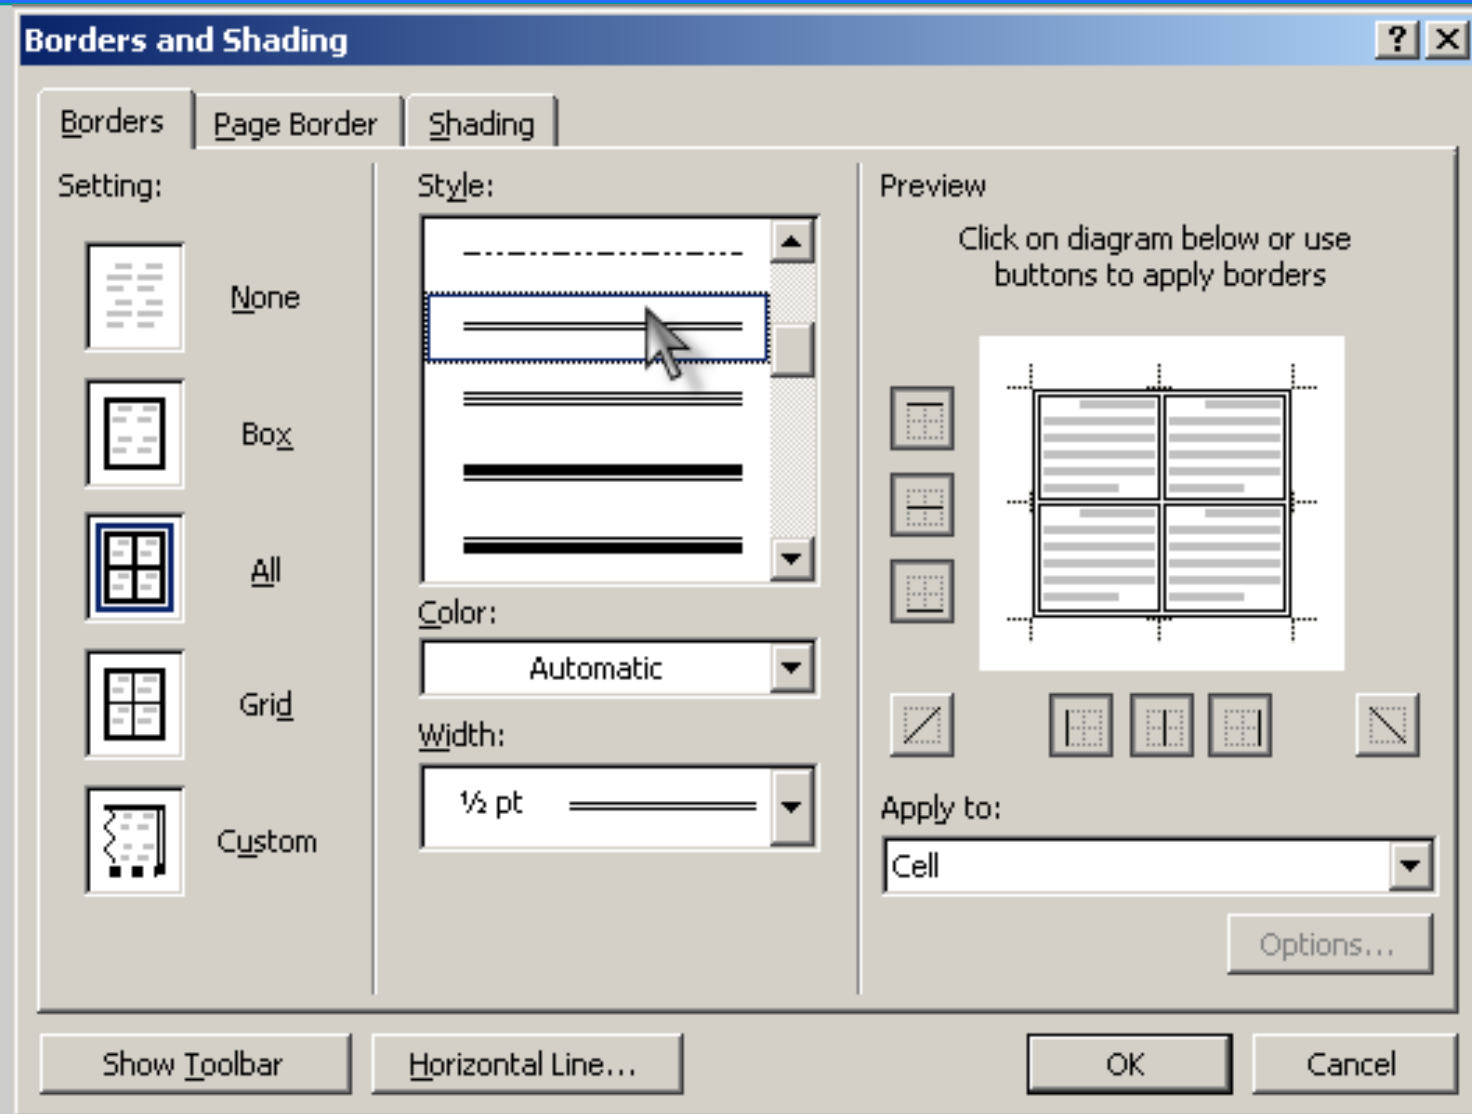 Borders and Shading
Borders
Page Border
Shading
Setting:
None
Box
All
Grid
Custom
Style:
Color:
Automatic
Width:
½ pt
Preview
Click on diagram below or use
buttons to apply borders
Apply to:
Cell
Options...
Show Toolbar
Horizontal Line...
OK
Cancel